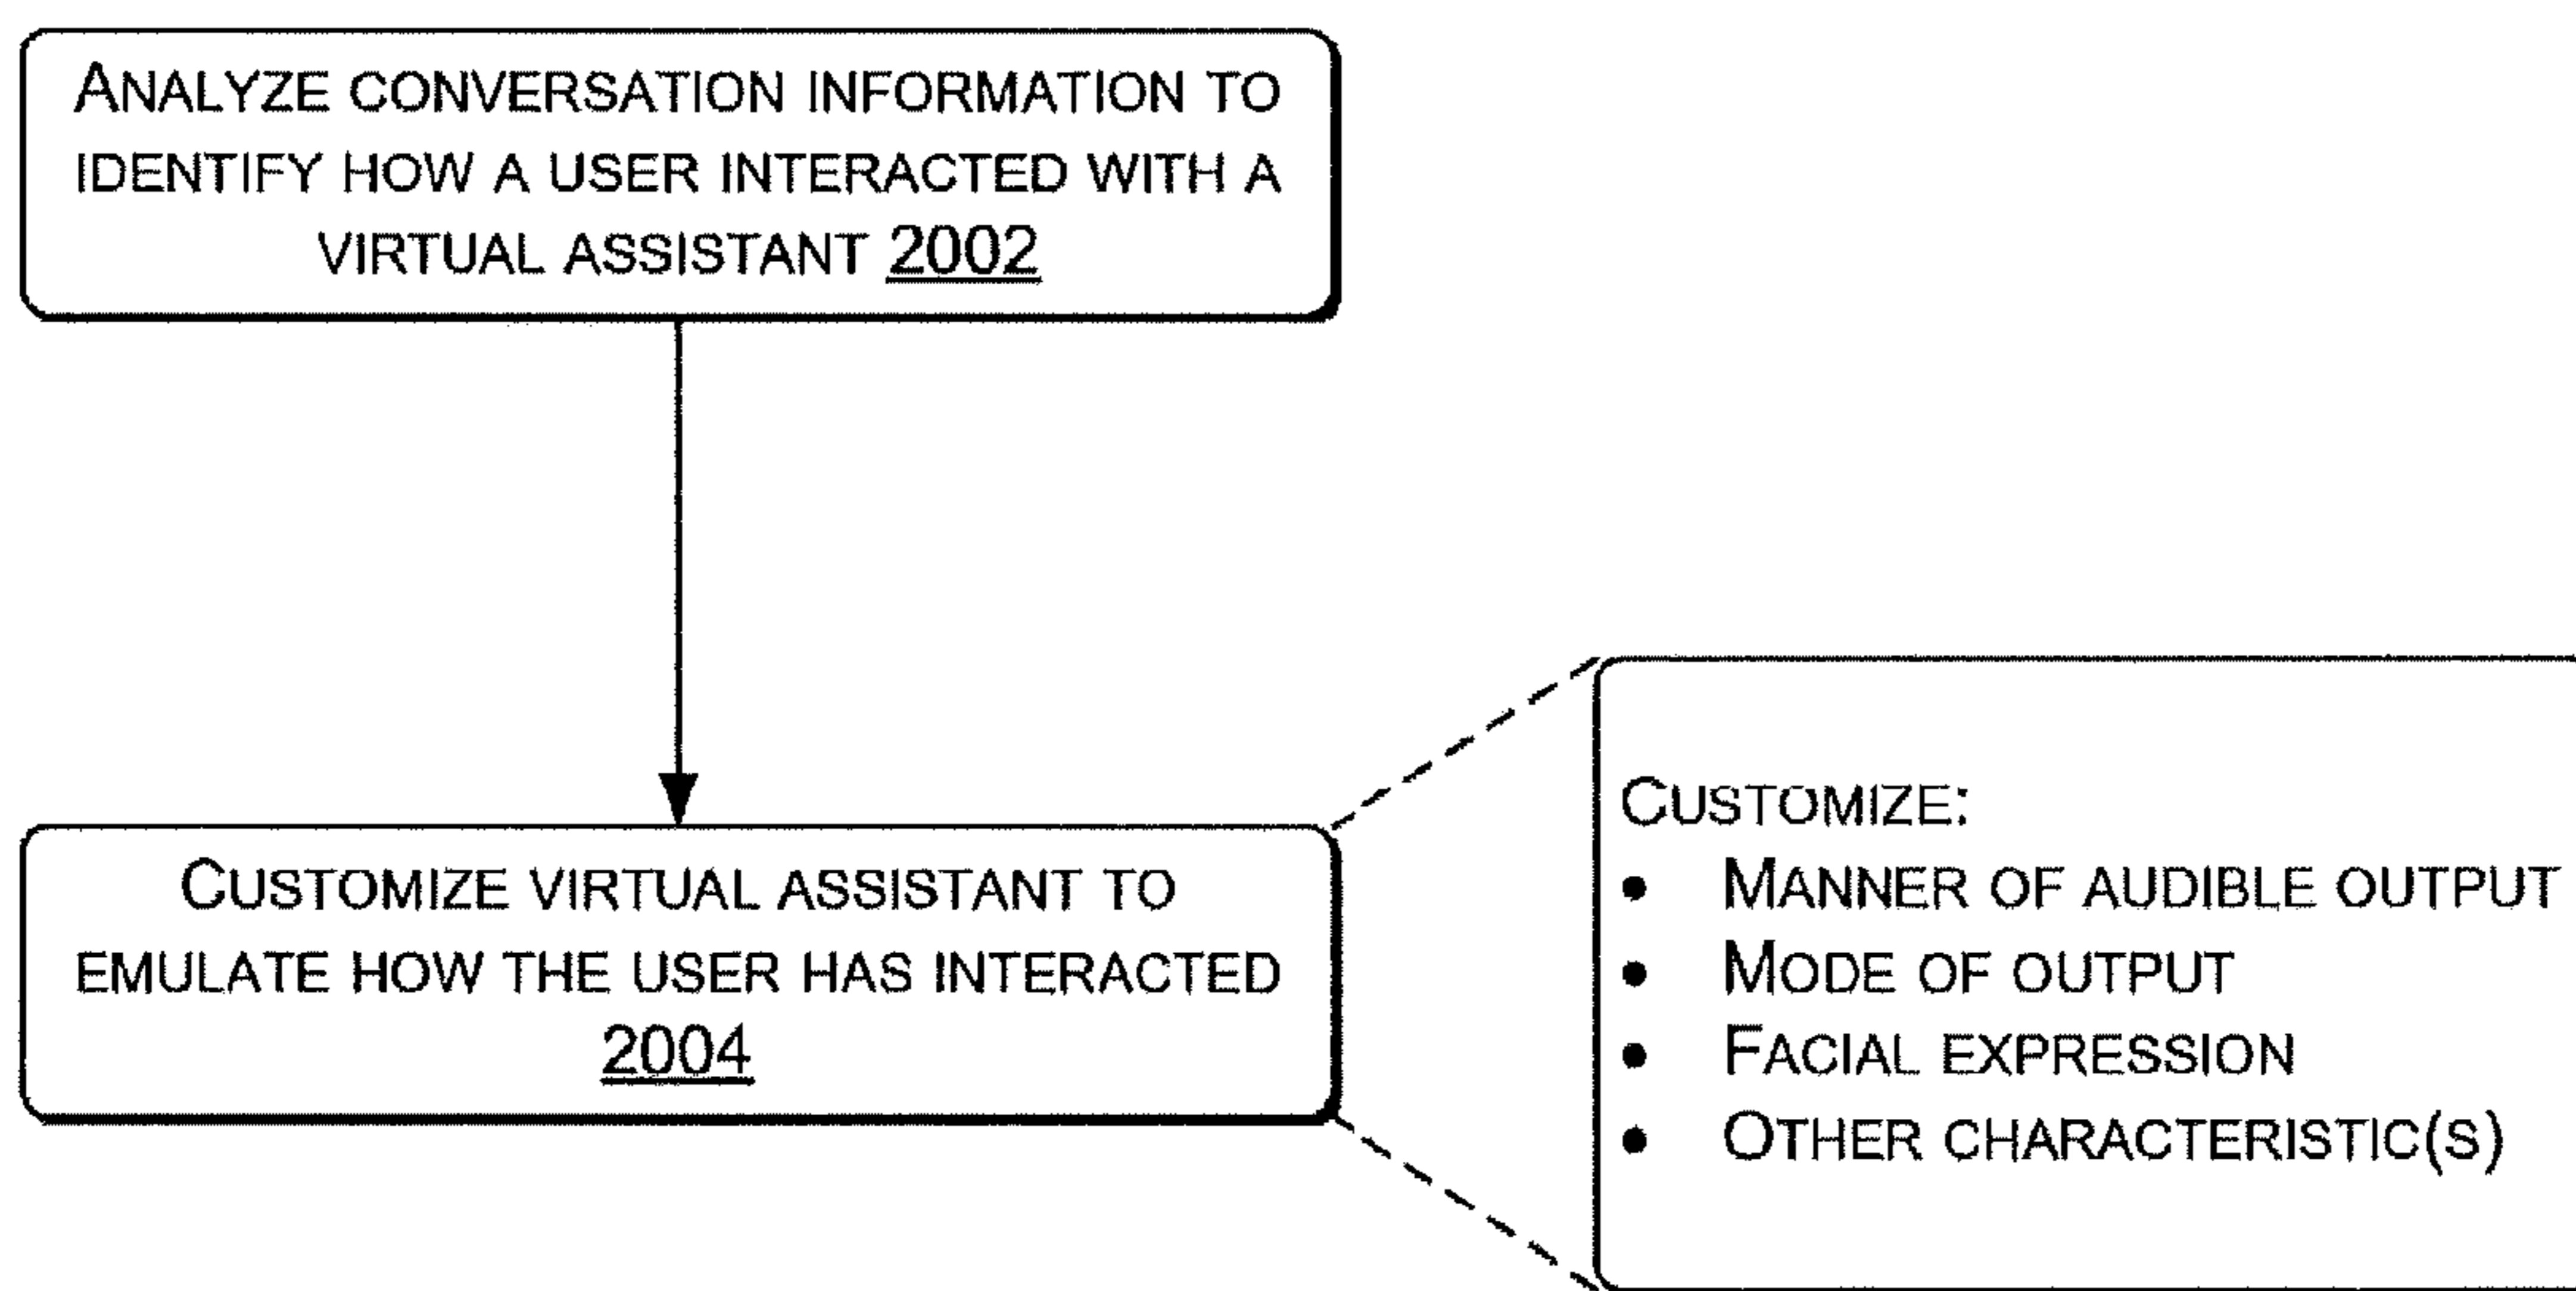 ANALYZE CONVERSATION INFORMATION TO
IDENTIFY HOW A USER INTERACTED WITH A
VIRTUAL ASSISTANT 2002
CUSTOMIZE VIRTUAL ASSISTANT TO
EMULATE HOW THE USER HAS INTERACTED
2004
CUSTOMIZE:
• MANNER OF AUDIBLE OUTPUT
• MODE OF OUTPUT
• FACIAL EXPRESSION
• OTHER CHARACTERISTIC(S)